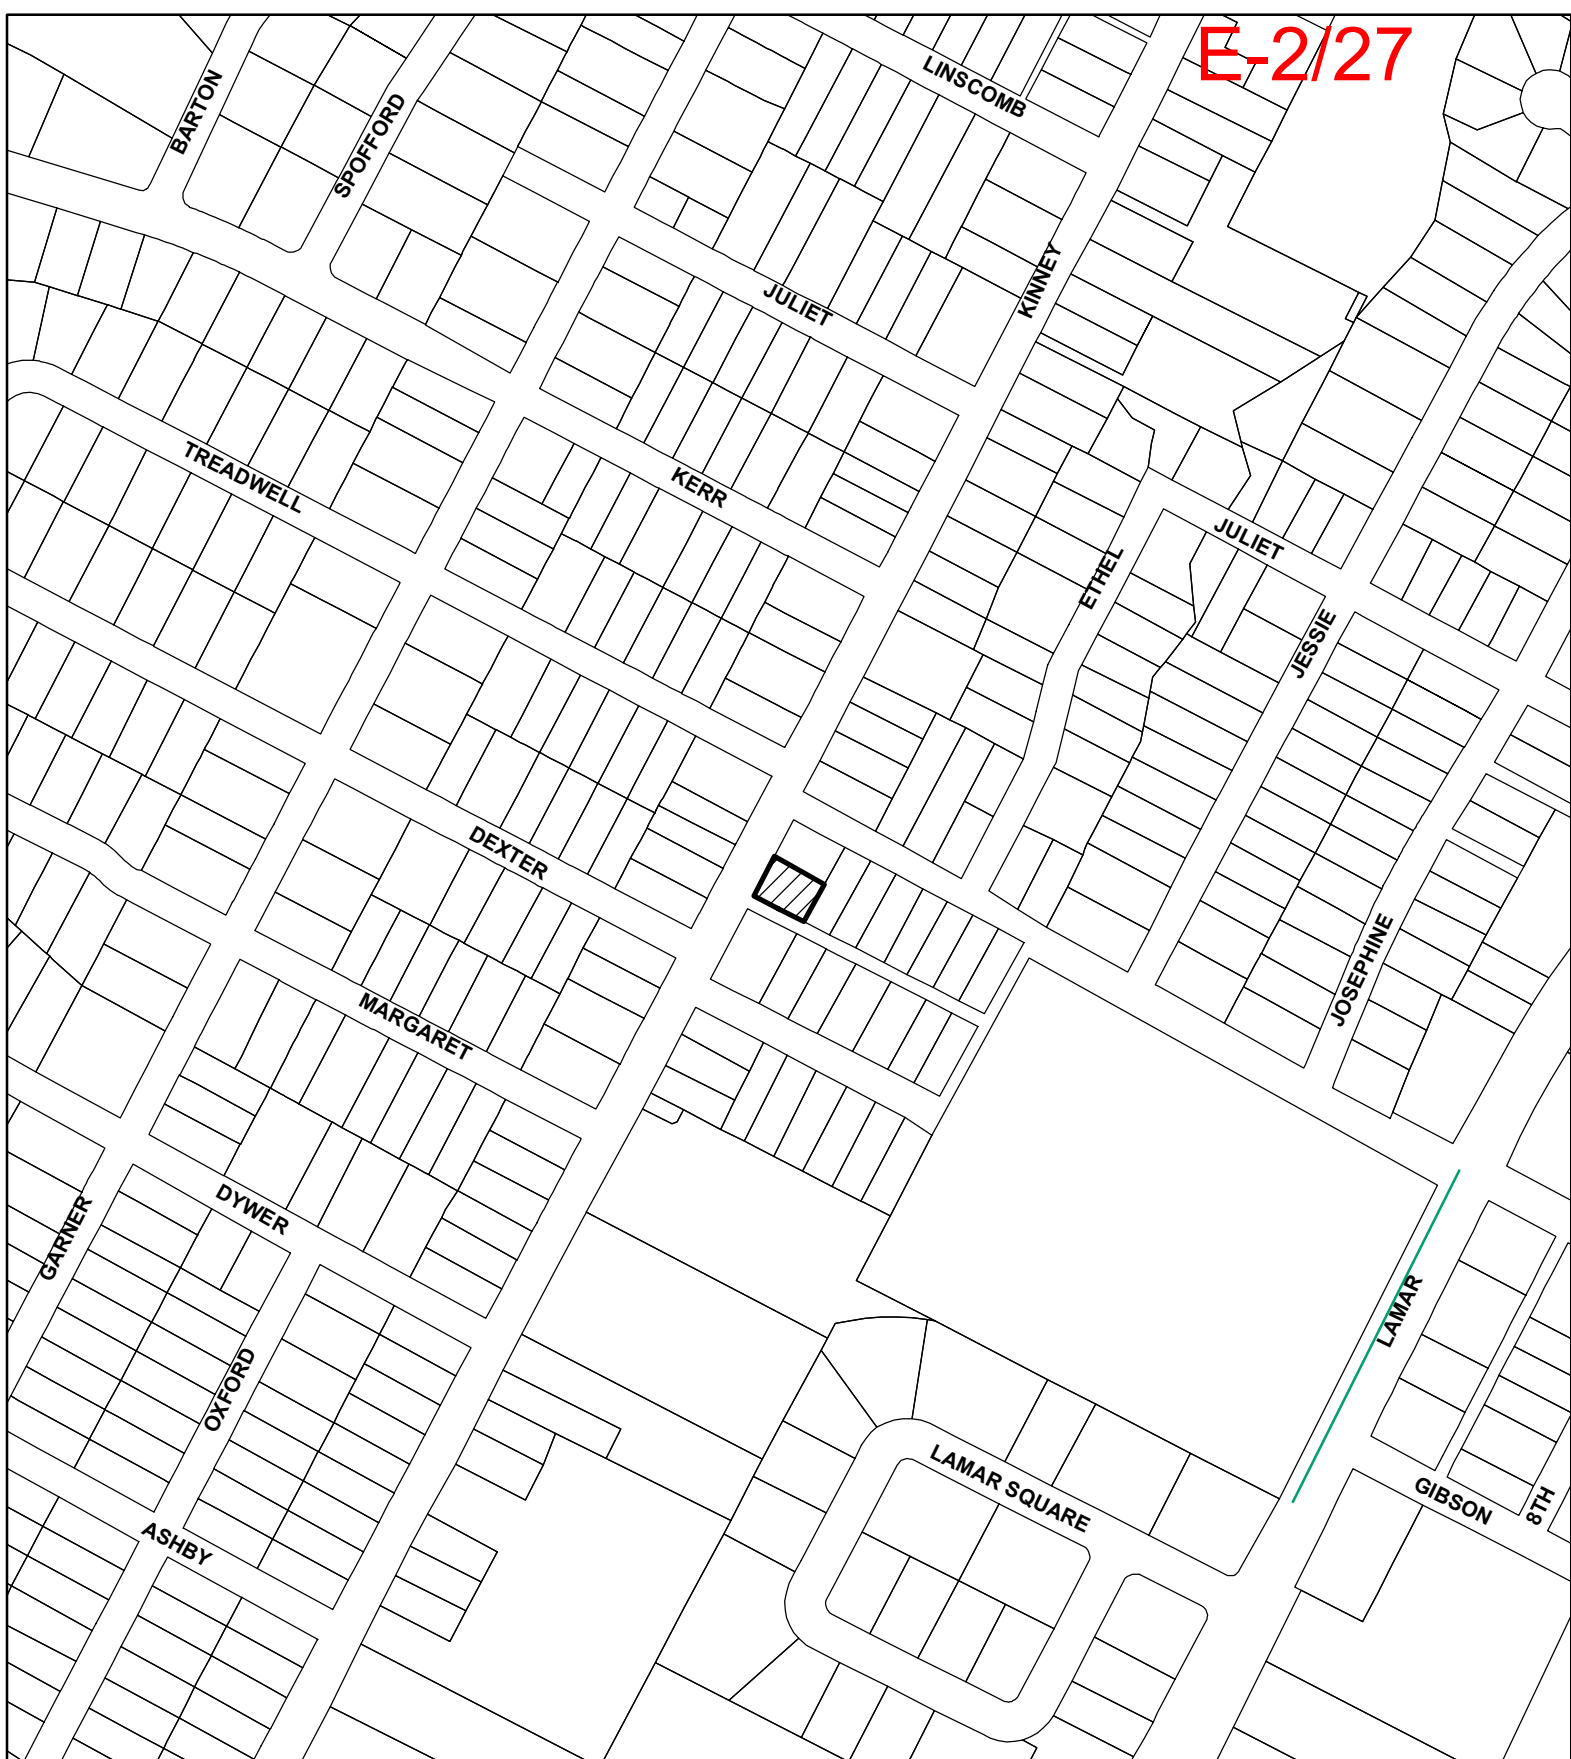 E-2/27
LINSCOMB
BARTON
SPOFFORD
KINNEY
JULIET
TREADWELL
KERR
JULIET
ETHEL
JESSIE
DEXTER
JOSEPHINE
MARGARET
DYWER
GARNER
LAMAR
OXFORD
LAMAR SQUARE
GIBSON
8TH
ASHBY